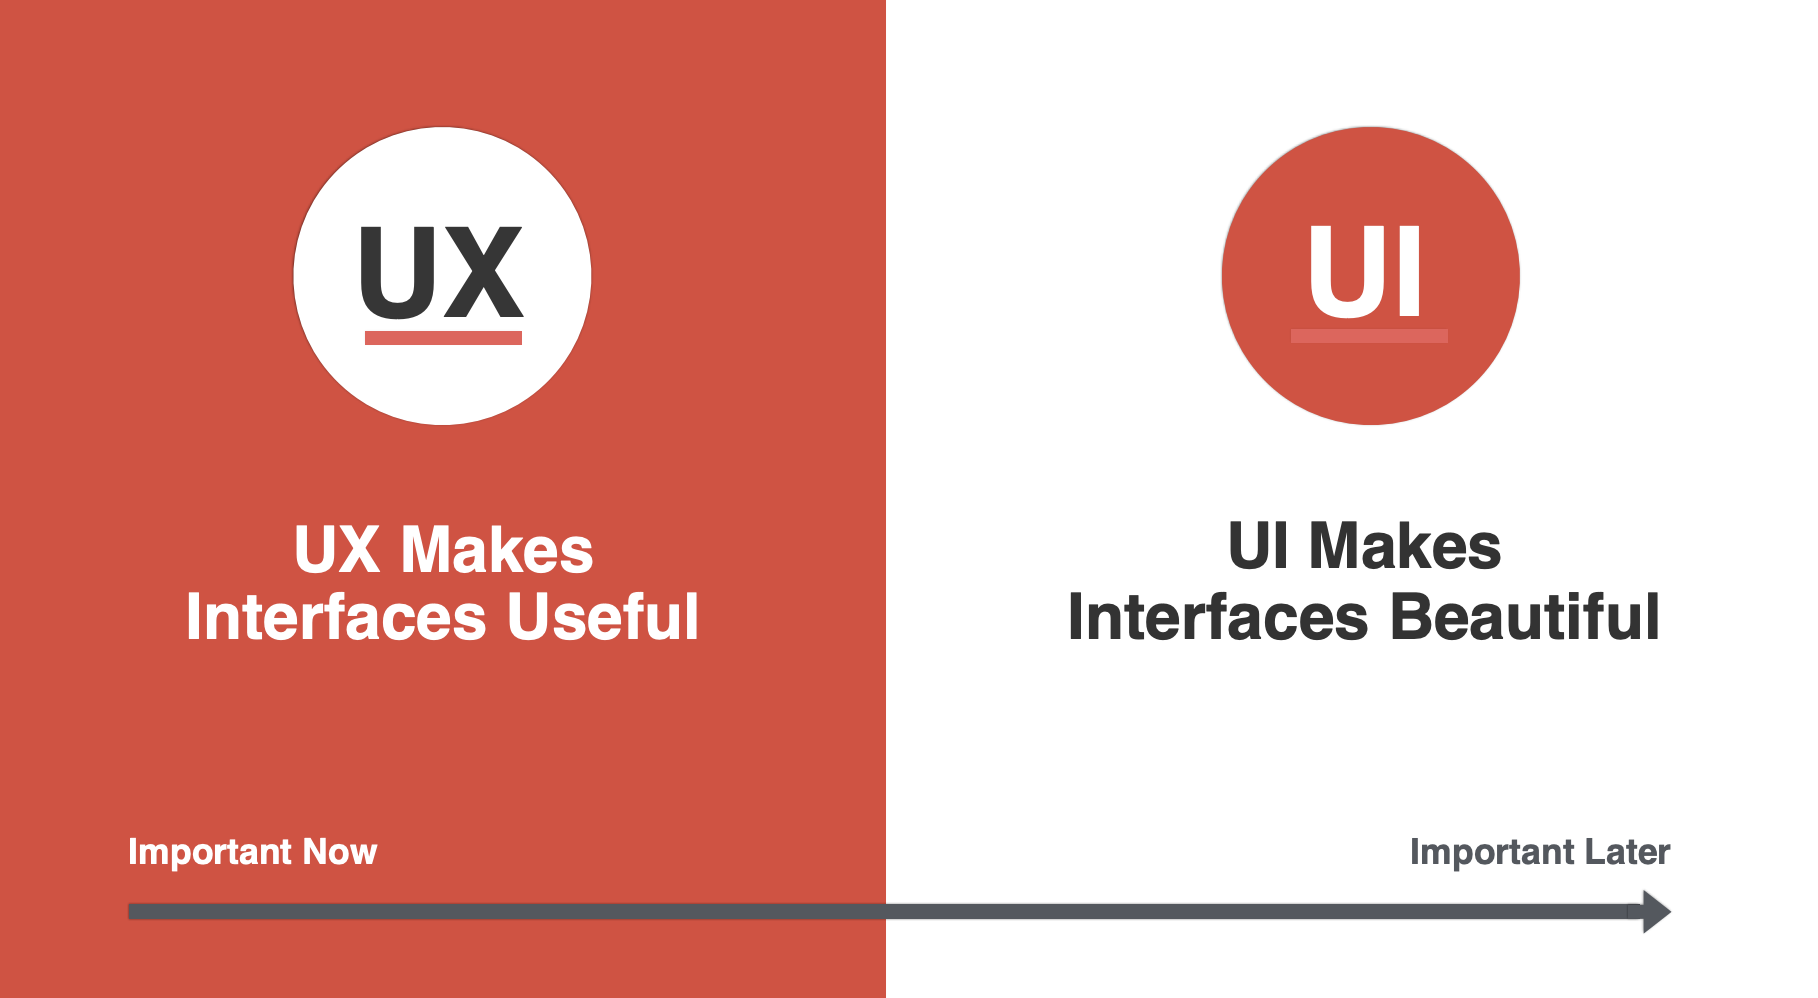 UX
UX Makes
Interfaces Useful
UI
UI Makes
Interfaces Beautiful
Important Now
Important Later